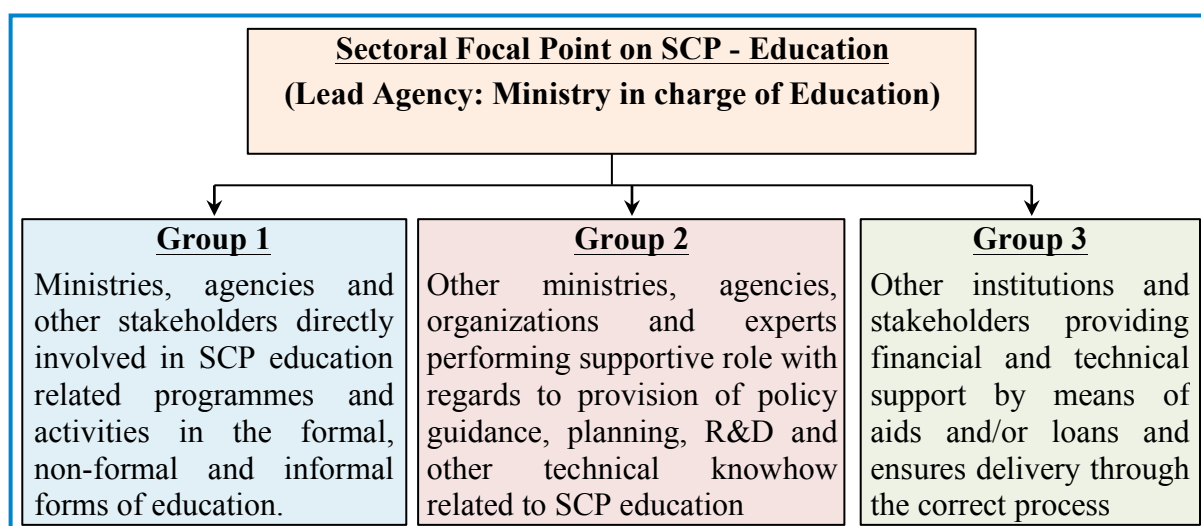 Sectoral Focal Point on SCP - Education
(Lead Agency: Ministry in charge of Education)
Group 1
Ministries, agencies and
other stakeholders directly
involved in SCP education
related programmes and
activities in the formal,
non-formal and informal
forms of education.
Group 2
Other ministries, agencies,
organizations and experts
performing supportive role with
regards to provision of policy
guidance, planning, R&D and
other technical knowhow
related to SCP education
Group 3
Other institutions and
stakeholders providing
financial and technical
support by means of
aids and/or loans and
ensures delivery through
the correct process